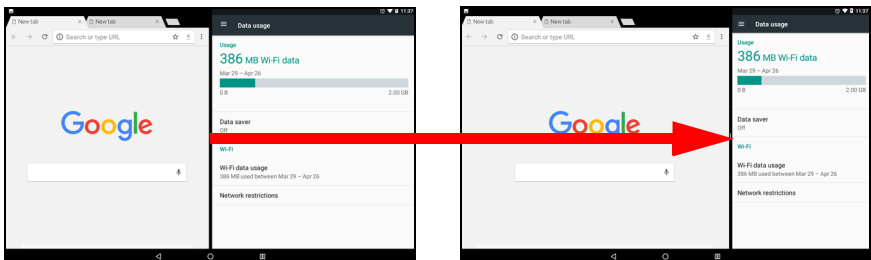 11:37
New tab
New tab
Search or type URL
Data usage
Usage
386 MB Wi-Fi data
Mar 29 – Apr 26
0 B 2.00 GB
Google
Data saver
Off
Wi-Fi
Wi-Fi data usage
386 MB used between Mar 29 – Apr 26
Network restrictions
11:37
New tab
New tab
Search or type URL
Data usage
Usage
386 MB Wi-Fi data
Mar 29 – Apr 26
0 B 2.00 GB
Google
Data saver
Off
Wi-Fi
Wi-Fi data usage
386 MB used between Mar 29 – Apr 26
Network restrictions